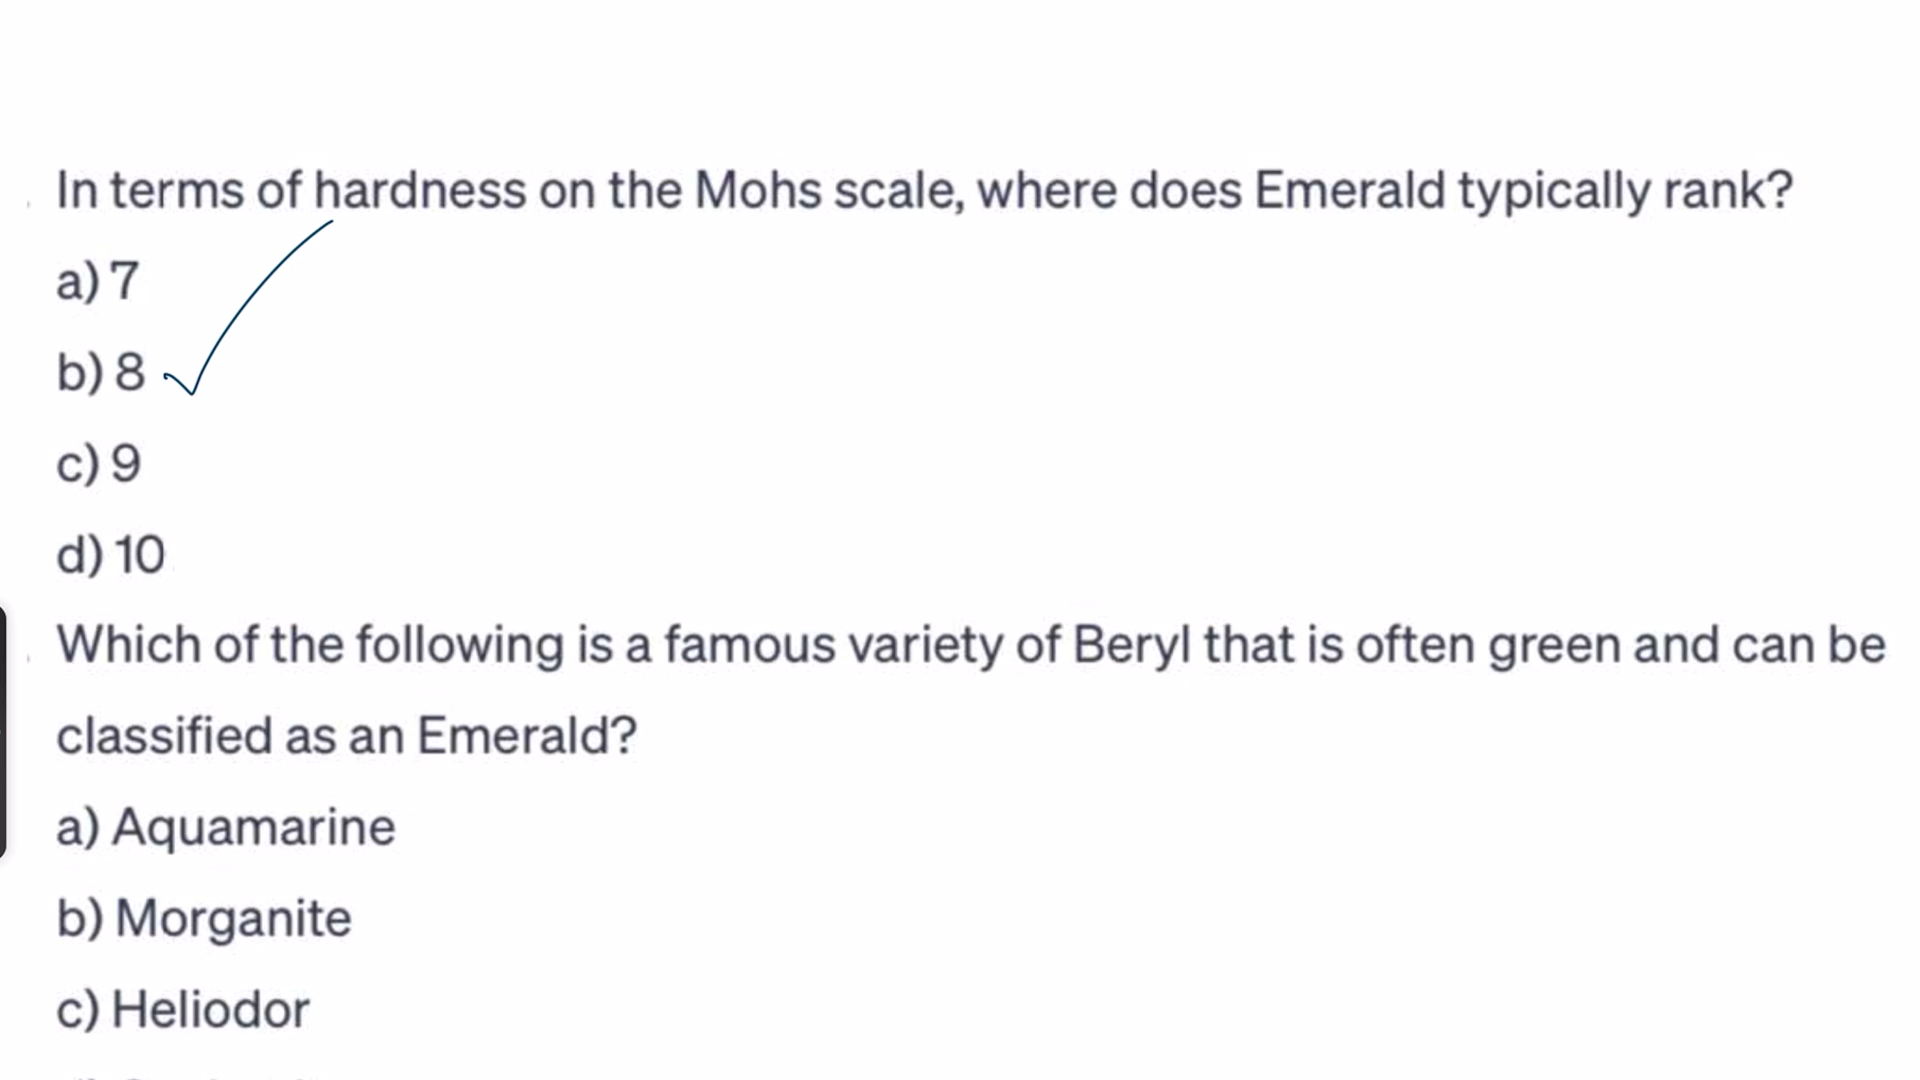 In terms of hardness on the Mohs scale, where does Emerald typically rank?
a) 7
b) 8
c) 9
d) 10
Which of the following is a famous variety of Beryl that is often green and can be
classified as an Emerald?
a) Aquamarine
b) Morganite
c) Heliodor